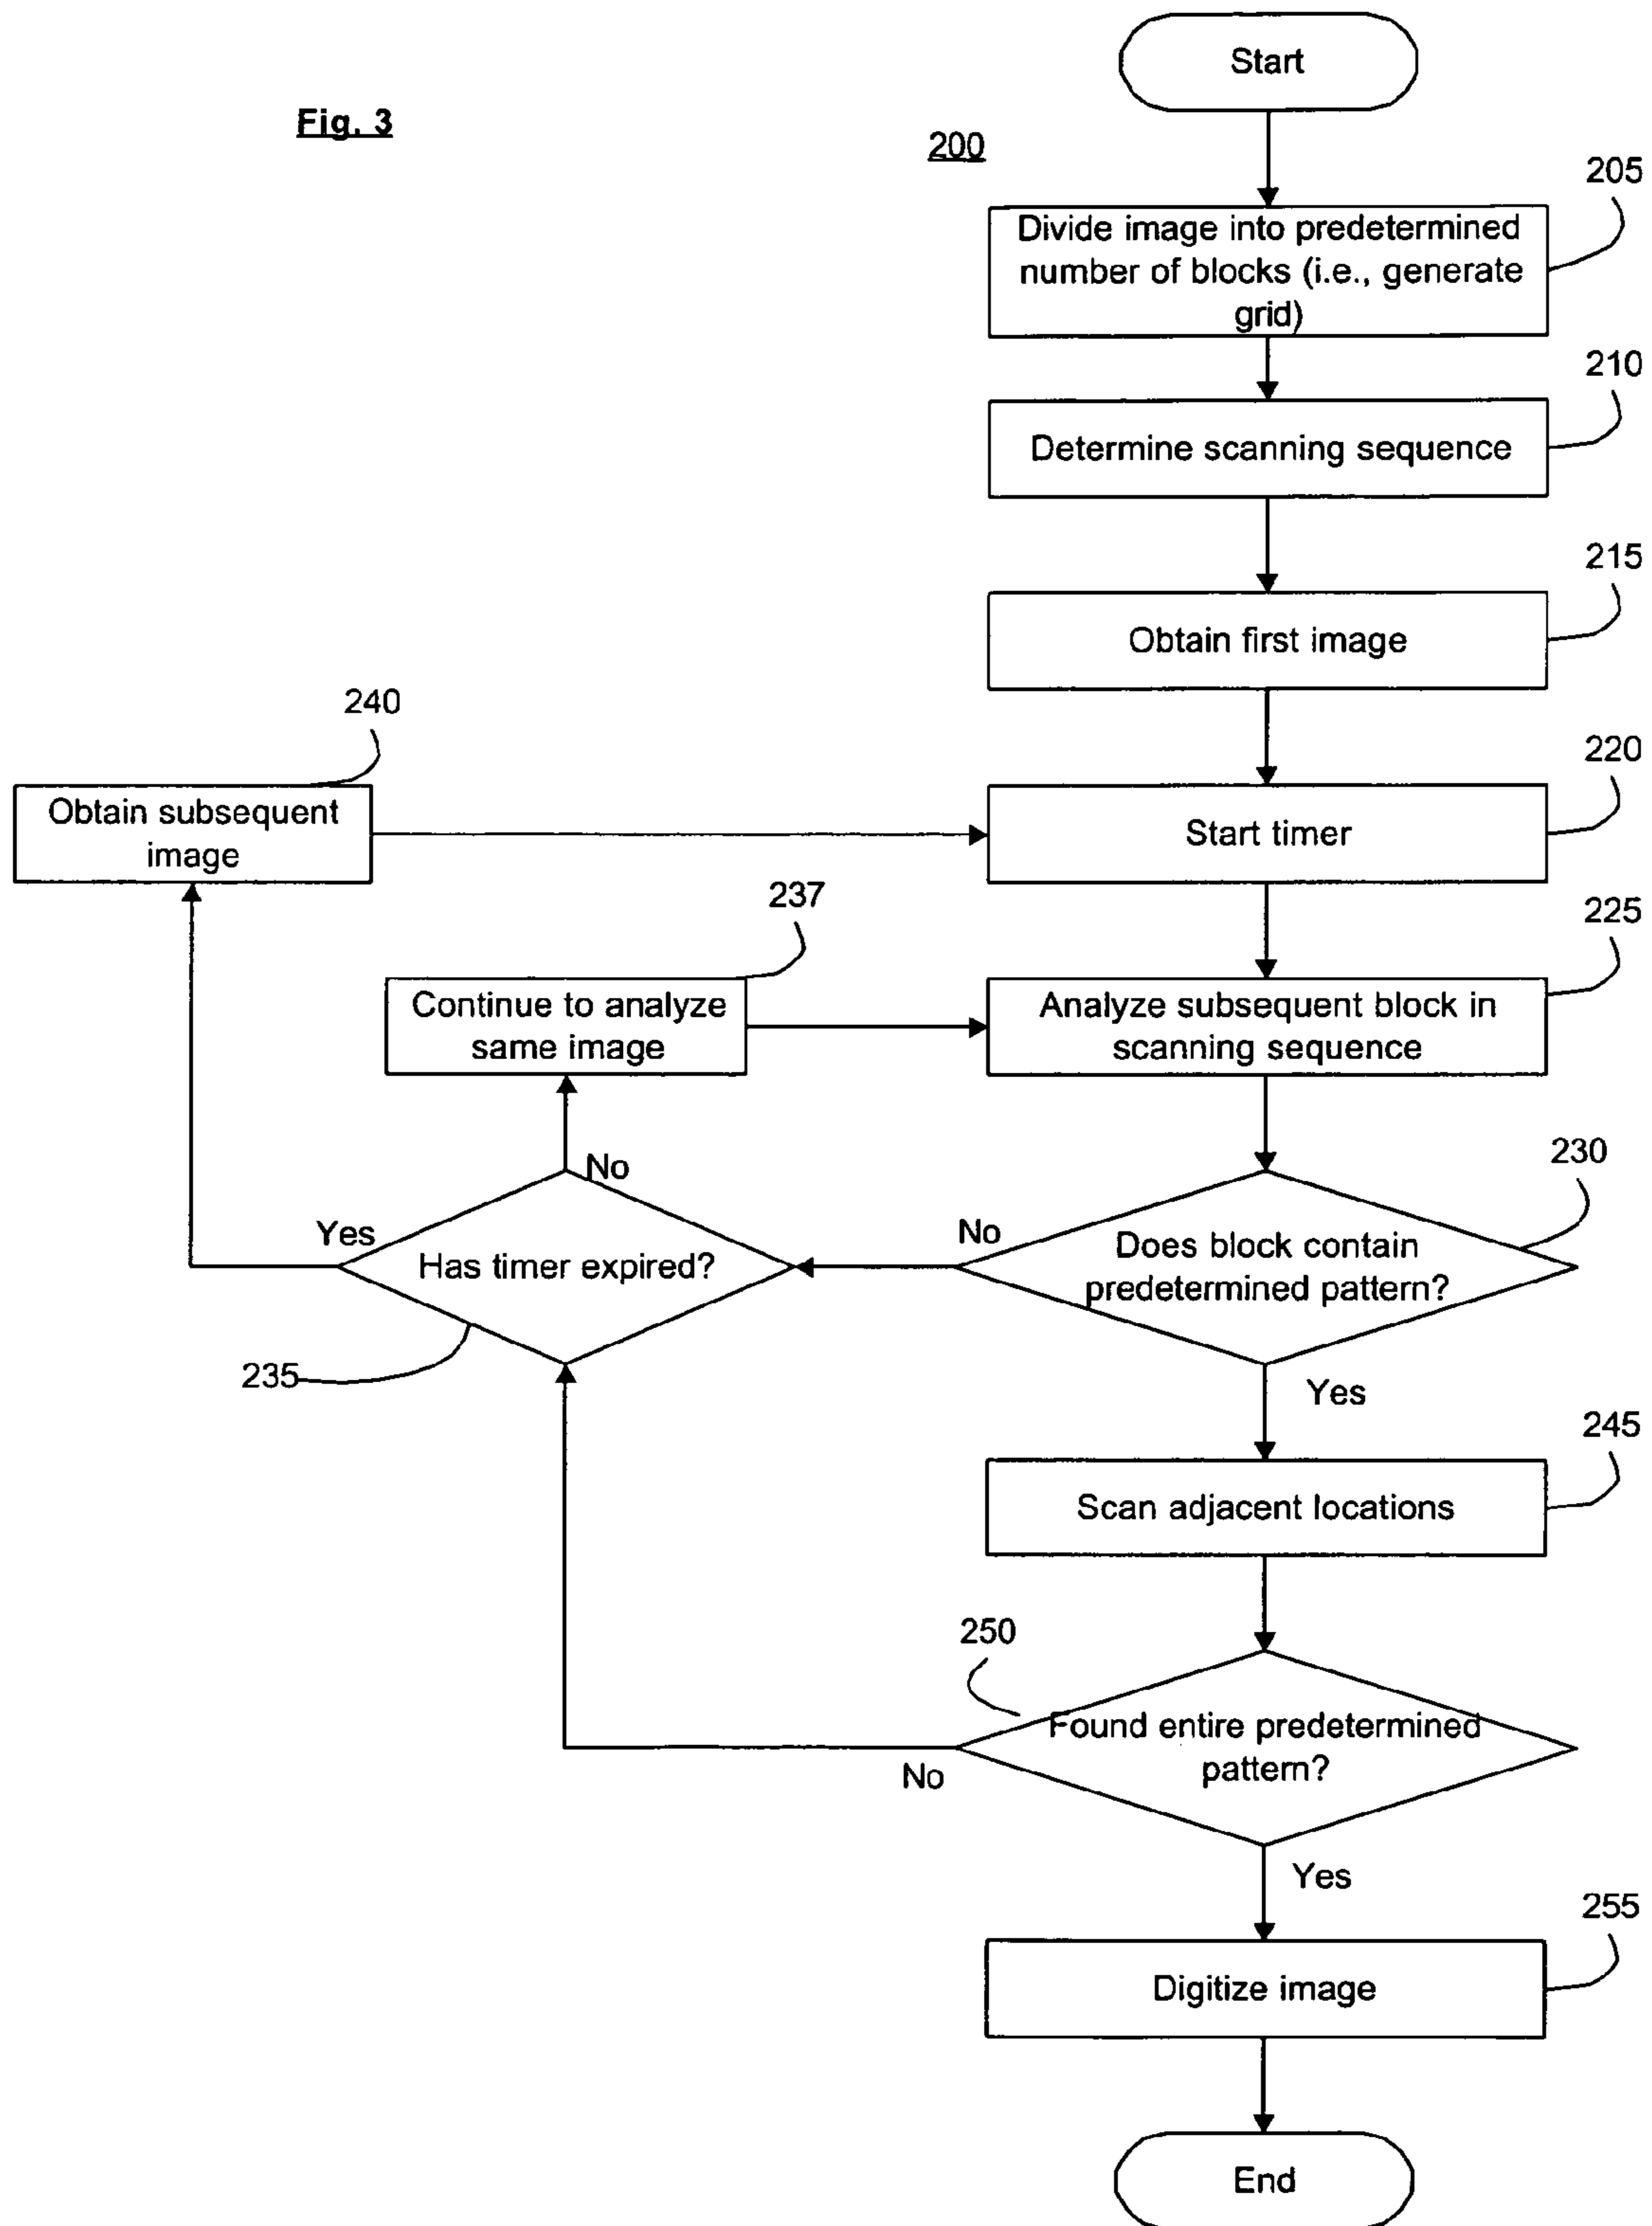 Start
Fig. 3
200
205
Divide image into predetermined
number of blocks (i.e., generate
grid)
210
Determine scanning sequence
215
Obtain first image
240
220
Obtain subsequent
image
Start timer
237
225
Continue to analyze
same image
Analyze subsequent block in
scanning sequence
230
No
Yes
No
Has timer expired?
Does block contain
predetermined pattern?
235
Yes
245
Scan adjacent locations
250
Found entire predetermined
pattern?
No
Yes
255
Digitize image
End